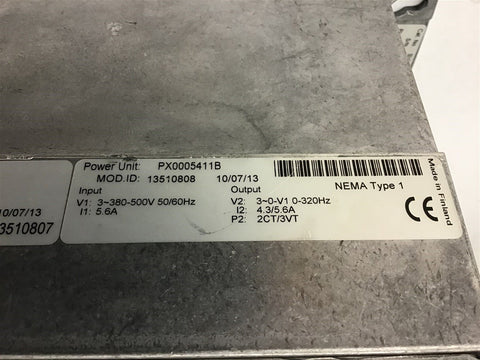 Power Unit: PX0005411B
MOD.ID: 13510808 10/07/13
NEMA Type 1
Input
V1: 3~380-500V 50/60Hz
I1: 5.6A
Output
V2: 3~0-V1 0-320Hz
I2: 4.3/5.6A
P2: 2CT/3VT
Made in Finland
CE
10/07/13
3510807